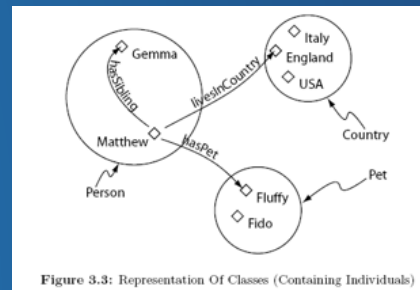 Italy
Gemma
England
hasSibling
livesInCountry
USA
Matthew
Country
hasPet
Person
Fluffy
Pet
Fido
Figure 3.3: Representation Of Classes (Containing Individuals)